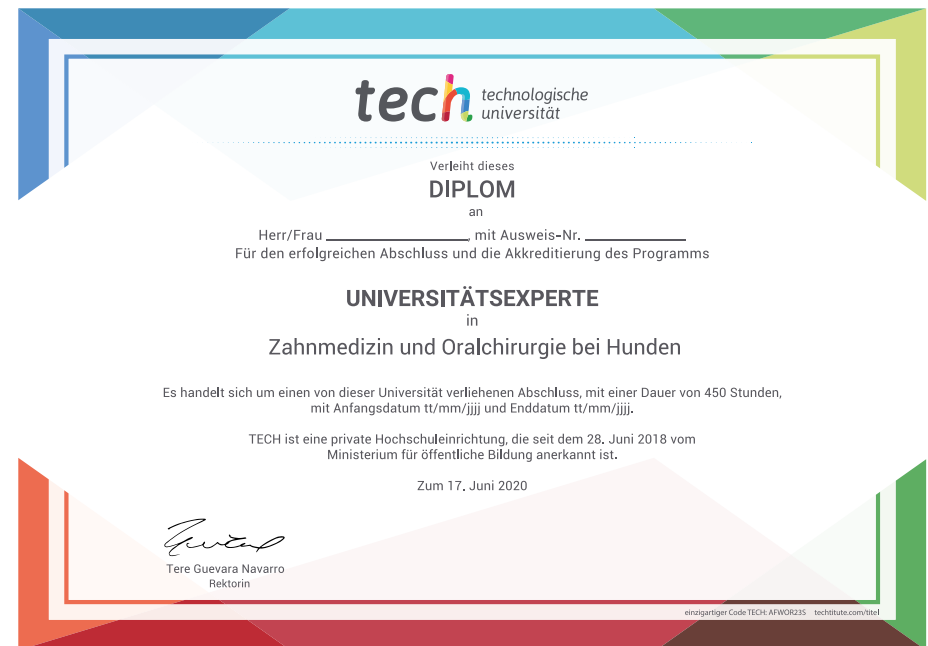 tech technologische
universität
Verleiht dieses
DIPLOM
an
Herr/Frau ____________, mit Ausweis-Nr. ____________
Für den erfolgreichen Abschluss und die Akkreditierung des Programms
UNIVERSITÄTSEXPERTE
in
Zahnmedizin und Oralchirurgie bei Hunden
Es handelt sich um einen von dieser Universität verliehenen Abschluss, mit einer Dauer von 450 Stunden,
mit Anfangsdatum tt/mm/jjjj und Enddatum tt/mm/jjjj.
TECH ist eine private Hochschuleinrichtung, die seit dem 28. Juni 2018 vom
Ministerium für öffentliche Bildung anerkannt ist.
Zum 17. Juni 2020
Tere Guevara Navarro
Rektorin
einzigartiger Code TECH: AFWOR23S techtitute.com/titel